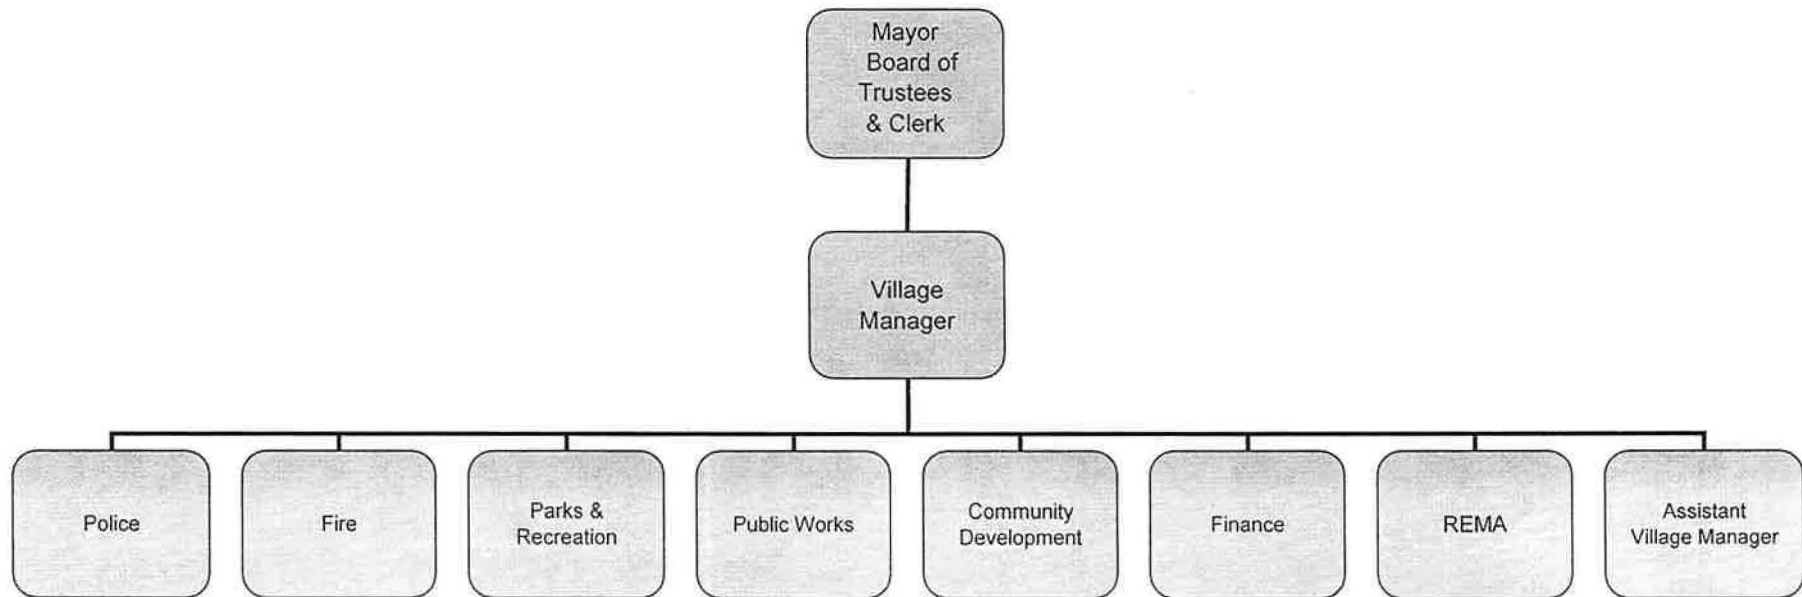 Mayor
Board of
Trustees
& Clerk
Village
Manager
Police
Fire
Parks &
Recreation
Public Works
Community
Development
Finance
REMA
Assistant
Village Manager